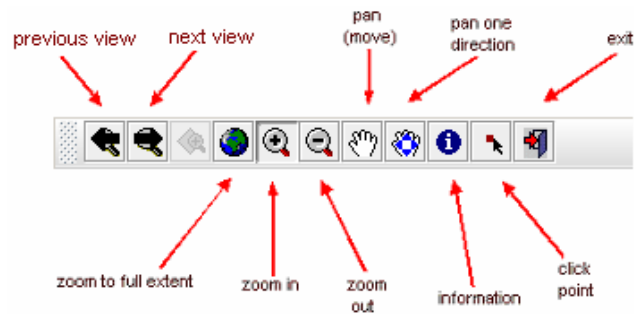 pan
(move)
pan one
direction
previous view
next view
exit
zoom to full extent
zoom in
zoom
out
information
click
point